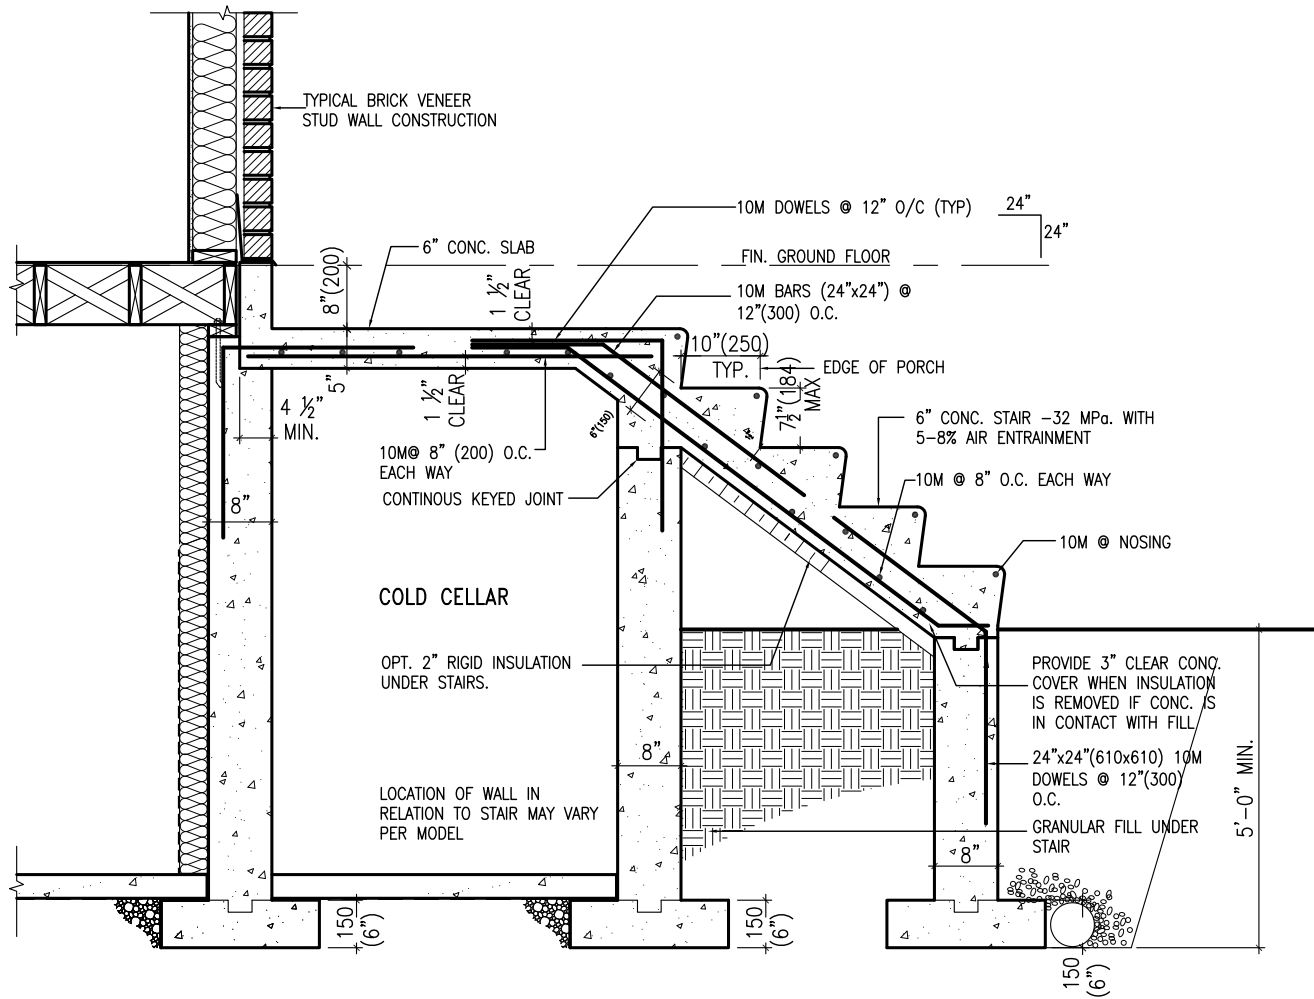 TYPICAL BRICK VENEER
STUD WALL CONSTRUCTION
10M DOWELS @ 12" O/C (TYP)
24"
24"
6" CONC. SLAB
FIN. GROUND FLOOR
8"(200)
1 ½"
CLEAR
10M BARS (24"x24") @
12"(300) O.C.
10"(250)
TYP.
EDGE OF PORCH
5"
1 ½"
CLEAR
7½"(184)
MAX
4 ½"
MIN.
6"(150)
6" CONC. STAIR -32 MPa. WITH
5-8% AIR ENTRAINMENT
10M@ 8" (200) O.C.
EACH WAY
10M @ 8" O.C. EACH WAY
CONTINOUS KEYED JOINT
8"
10M @ NOSING
COLD CELLAR
OPT. 2" RIGID INSULATION
UNDER STAIRS.
PROVIDE 3" CLEAR CONC.
COVER WHEN INSULATION
IS REMOVED IF CONC. IS
IN CONTACT WITH FILL
8"
24"x24"(610x610) 10M
DOWELS @ 12"(300)
O.C.
5'-0" MIN.
LOCATION OF WALL IN
RELATION TO STAIR MAY VARY
PER MODEL
GRANULAR FILL UNDER
STAIR
8"
150
(6")
150
(6")
150
(6")